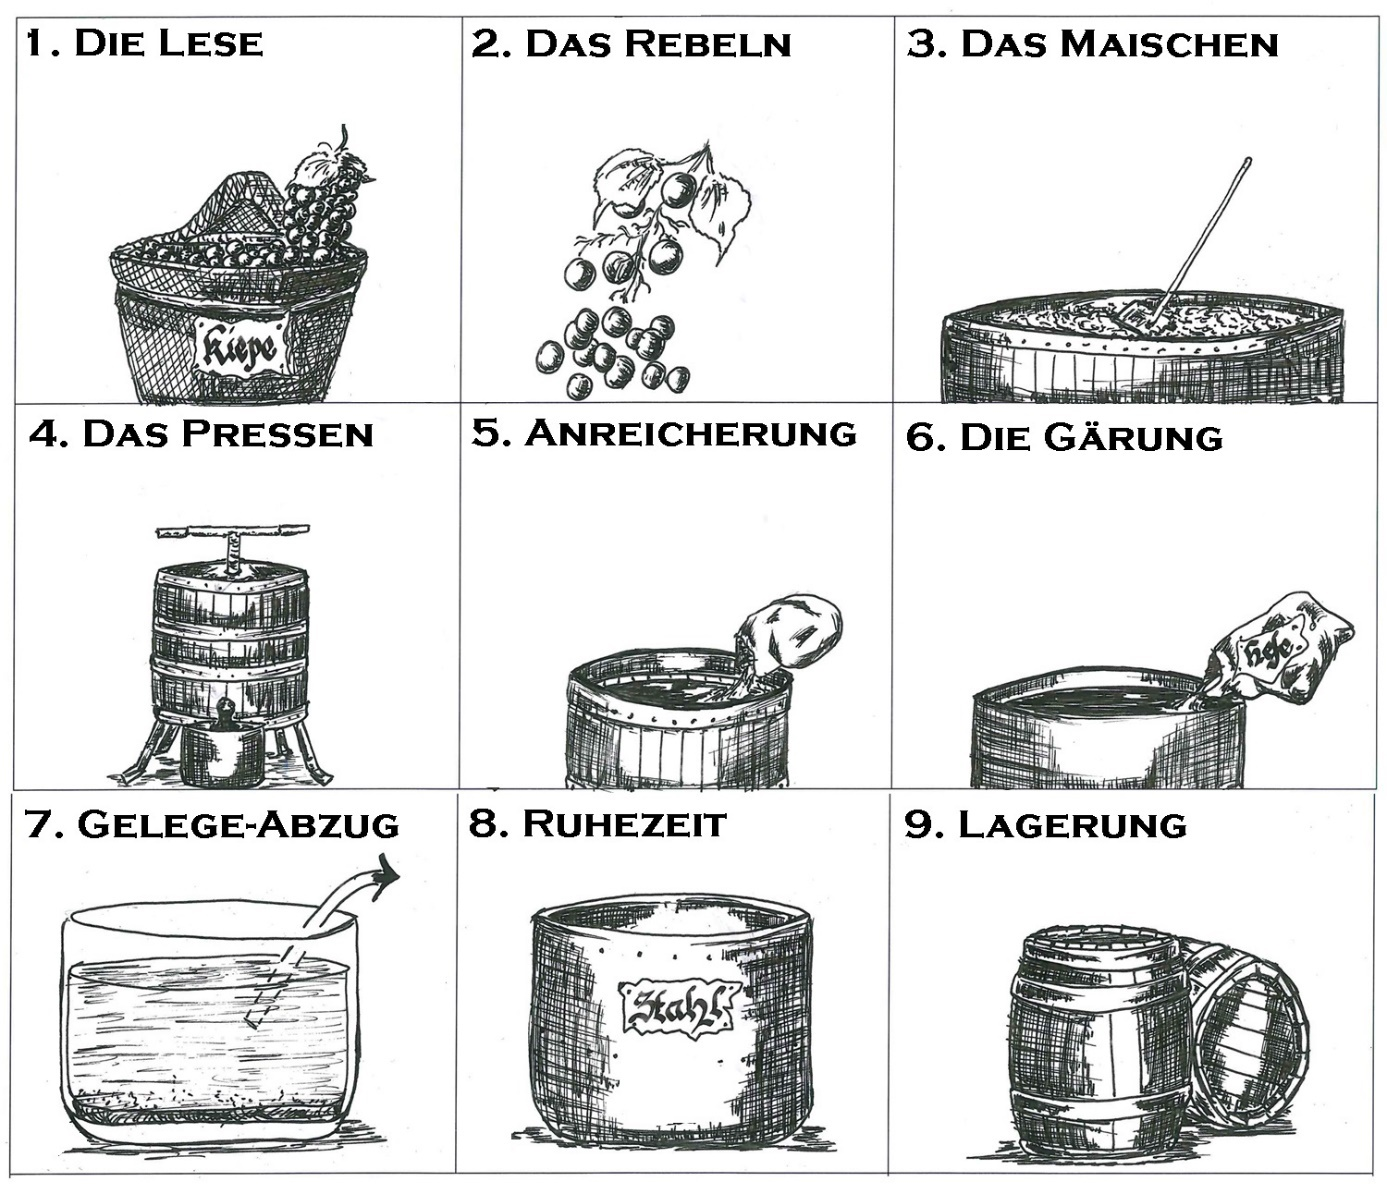 1. Die Lese
2. Das Rebeln
3. Das Maischen
Kiepe
4. Das Pressen
5. Anreicherung
6. Die Gärung
Hefe
7. Gelege-Abzug
8. Ruhezeit
9. Lagerung
Stahl